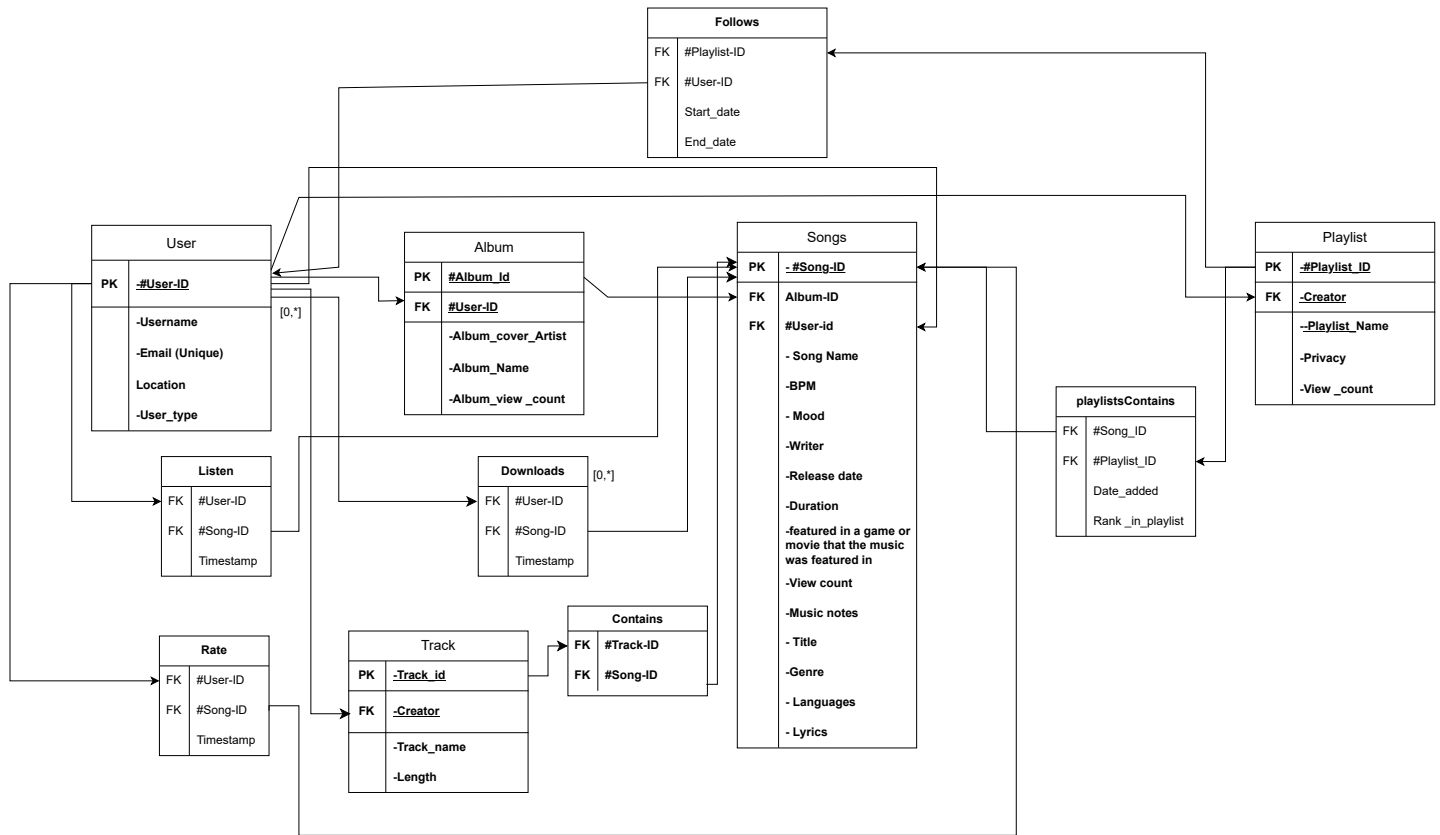 Follows
FK #Playlist-ID
FK #User-ID
Start_date
End_date
User
PK -#User-ID
-Username
-Email (Unique)
Location
-User_type
[0,*]
Album
PK #Album_Id
FK #User-ID
-Album_cover_Artist
-Album_Name
-Album_view _count
Songs
PK - #Song-ID
FK Album-ID
FK #User-id
- Song Name
-BPM
- Mood
-Writer
-Release date
-Duration
-featured in a game or
movie that the music
was featured in
-View count
-Music notes
- Title
-Genre
- Languages
- Lyrics
Playlist
PK -#Playlist_ID
FK -Creator
--Playlist_Name
-Privacy
-View _count
playlistsContains
FK #Song_ID
FK #Playlist_ID
Date_added
Rank _in_playlist
Listen
FK #User-ID
FK #Song-ID
Timestamp
Downloads
[0,*]
FK #User-ID
FK #Song-ID
Timestamp
Rate
FK #User-ID
FK #Song-ID
Timestamp
Track
PK -Track_id
FK -Creator
-Track_name
-Length
Contains
FK #Track-ID
FK #Song-ID